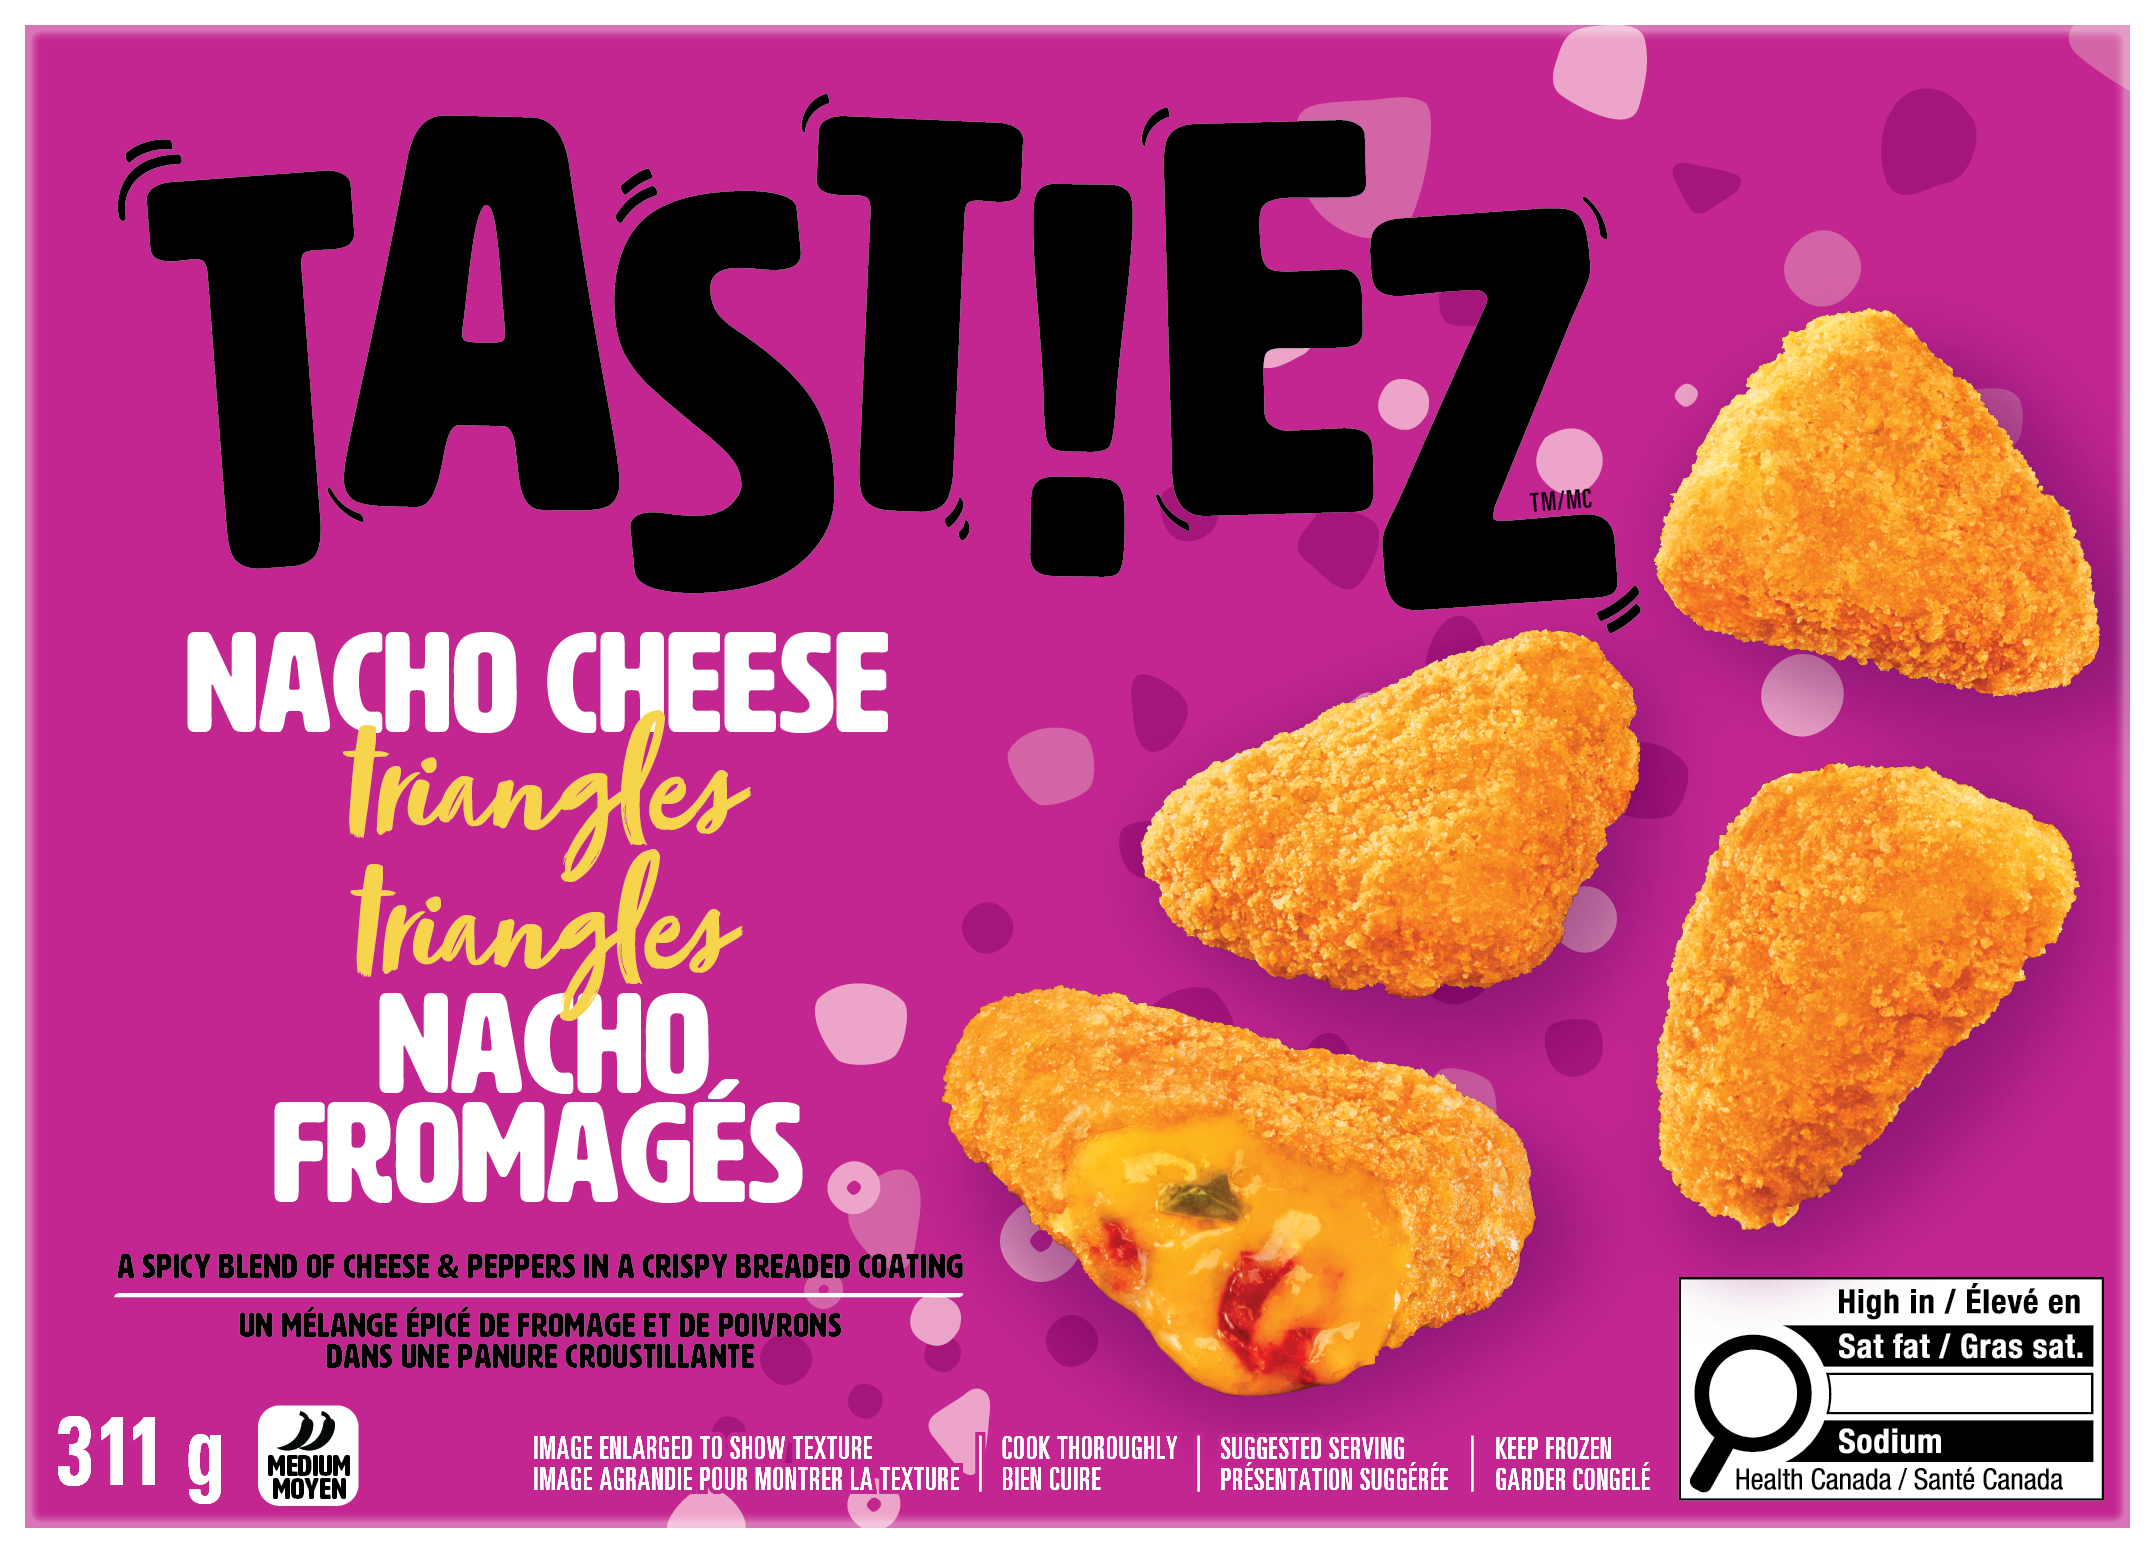 TAST!EZ
TM/MC
NACHO CHEESE
triangles
triangles
NACHO
FROMAGÉS
A SPICY BLEND OF CHEESE & PEPPERS IN A CRISPY BREADED COATING
UN MÉLANGE ÉPICÉ DE FROMAGE ET DE POIVRONS
DANS UNE PANURE CROUSTILLANTE
311 g
MEDIUM
MOYEN
IMAGE ENLARGED TO SHOW TEXTURE
IMAGE AGRANDIE POUR MONTRER LA TEXTURE
COOK THOROUGHLY
BIEN CUIRE
SUGGESTED SERVING
PRÉSENTATION SUGGÉRÉE
KEEP FROZEN
GARDER CONGELÉ
High in / Élevé en
Sat fat / Gras sat.
Sodium
Health Canada / Santé Canada